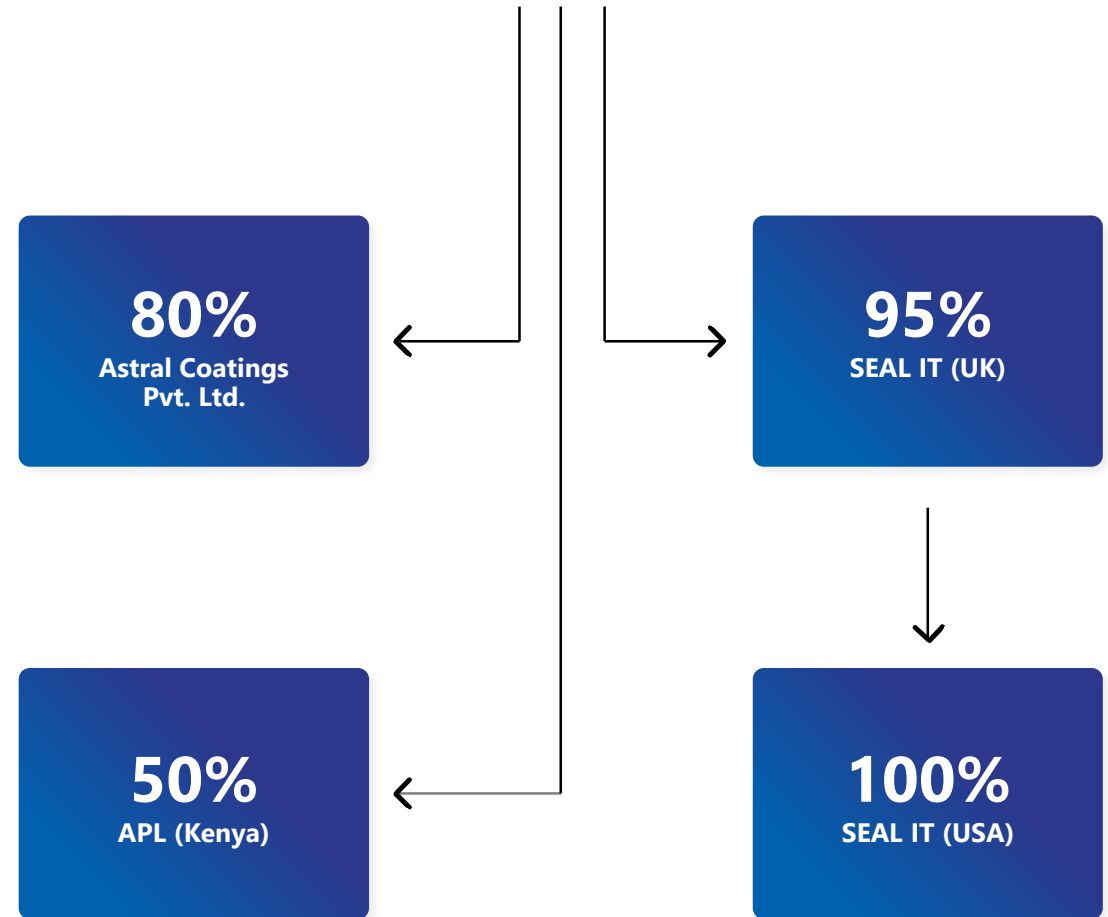 80%
Astral Coatings
Pvt. Ltd.
95%
SEAL IT (UK)
50%
APL (Kenya)
100%
SEAL IT (USA)